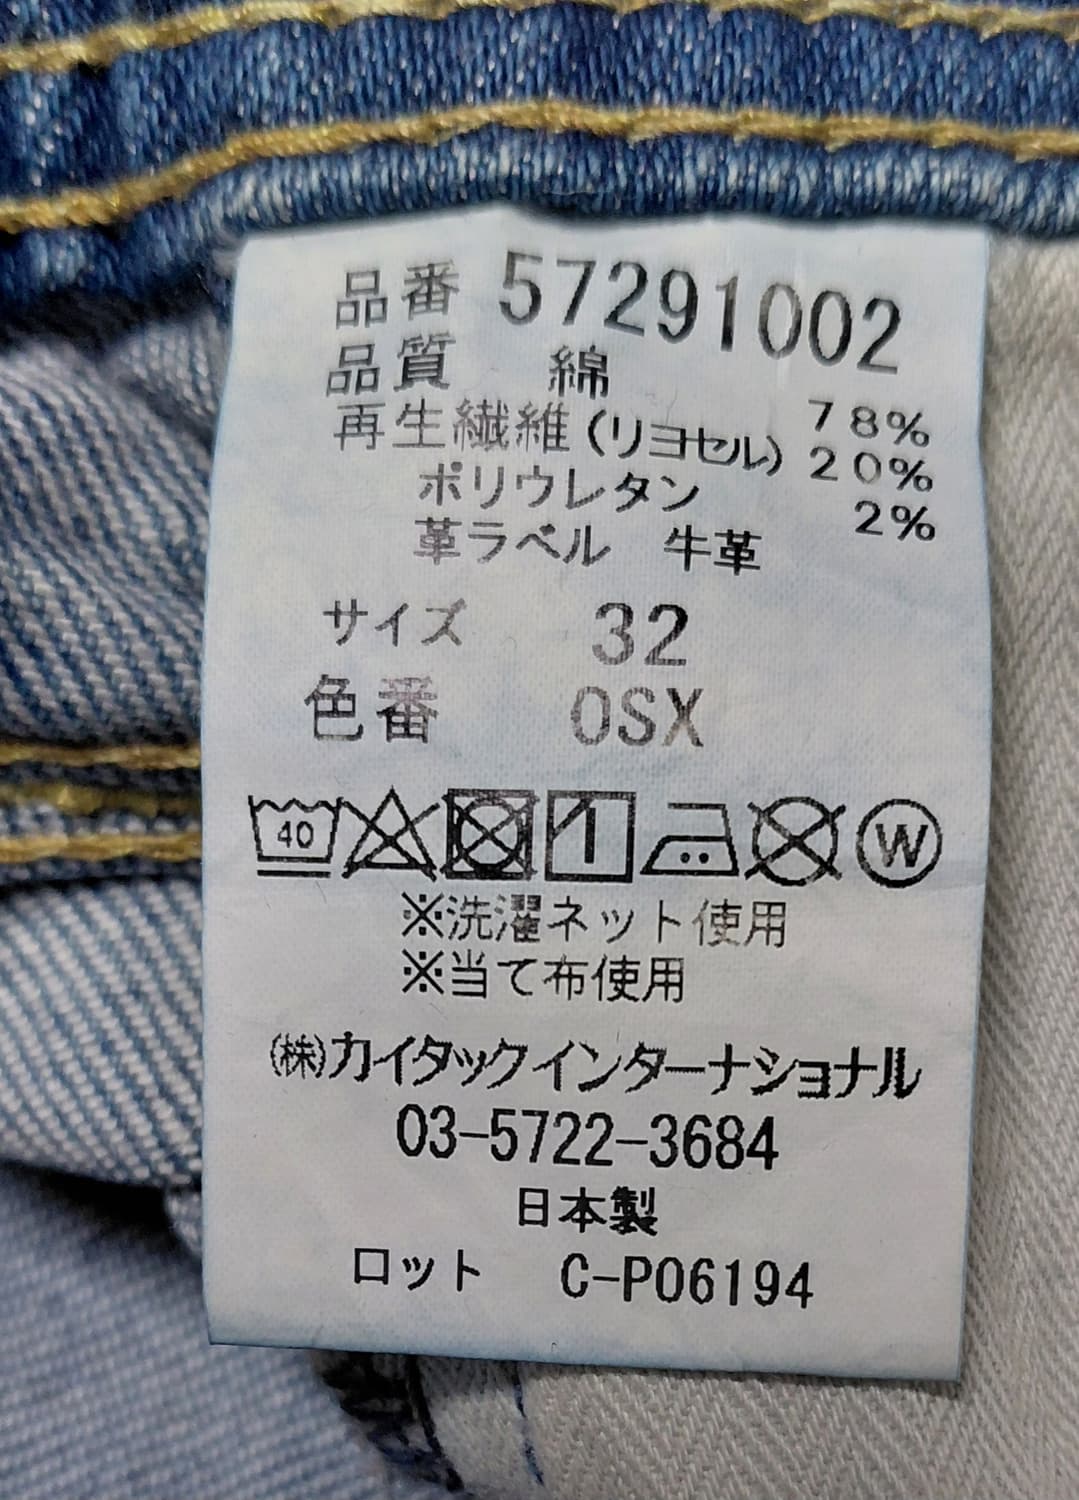 品番 57291002
品質 綿 78%
再生繊維(リヨセル) 20%
ポリウレタン 2%
革ラベル 牛革
サイズ 32
色番 OSX
40 1 W
※洗濯ネット使用
※当て布使用
(株)カイタックインターナショナル
03-5722-3684
日本製
ロット C-P06194